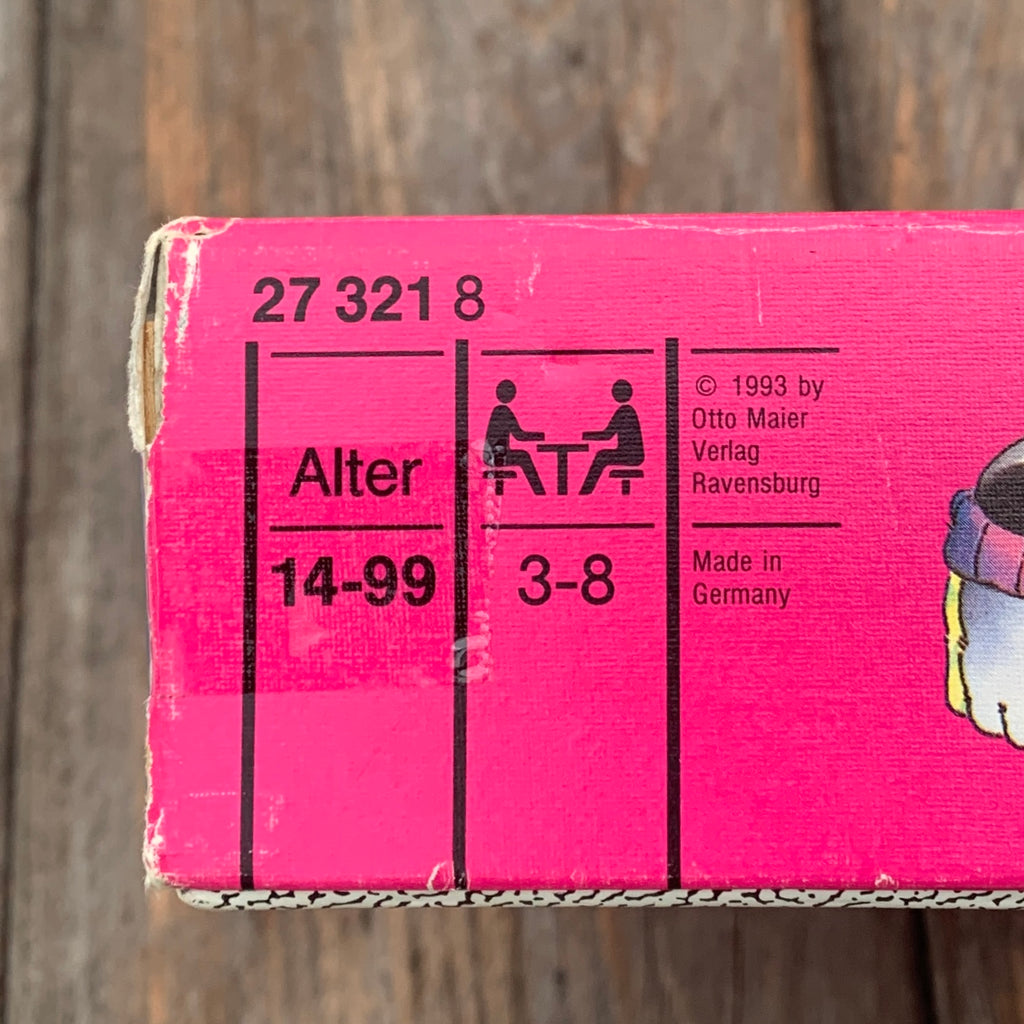 27 321 8
Alter
14-99
3-8
© 1993 by
Otto Maier
Verlag
Ravensburg
Made in
Germany